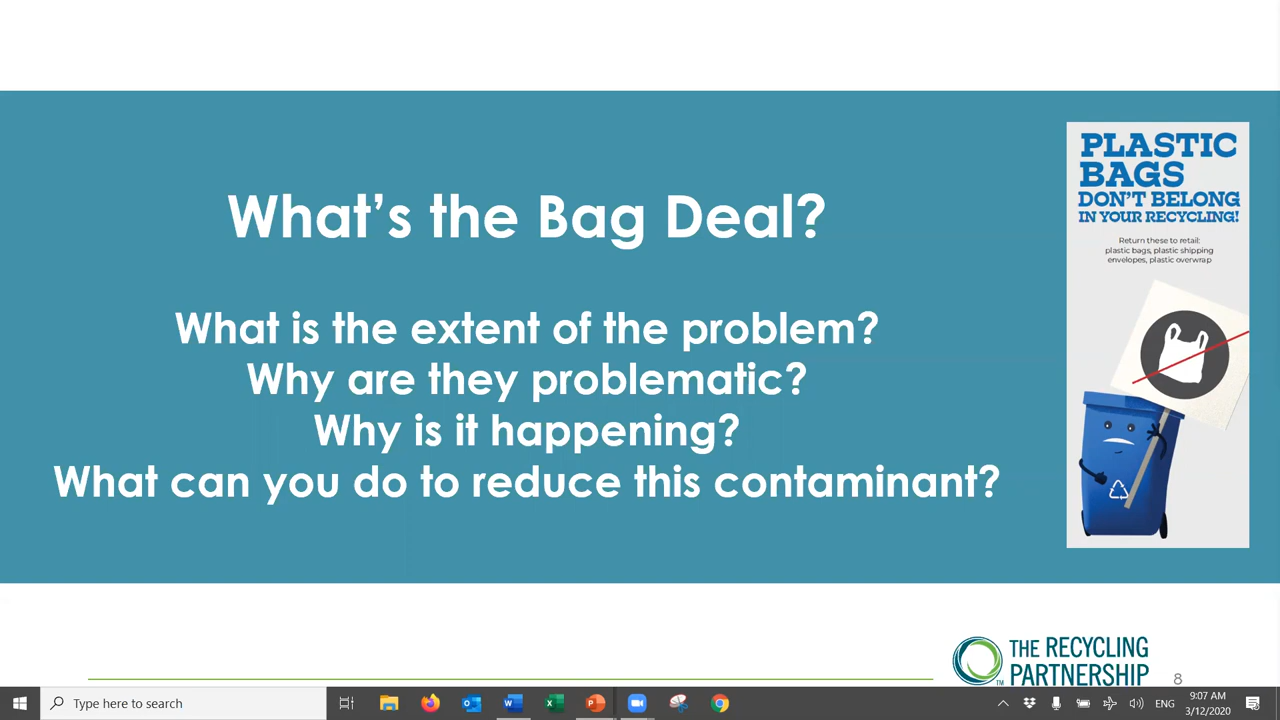 What's the Bag Deal?
What is the extent of the problem?
Why are they problematic?
Why is it happening?
What can you do to reduce this contaminant?
PLASTIC
BAGS
DON'T BELONG
IN YOUR RECYCLING!
Return these to retail:
plastic bags, plastic shipping
envelopes, plastic overwrap
THE RECYCLING
PARTNERSHIP
TM
8
Type here to search
ENG
9:07 AM
3/12/2020